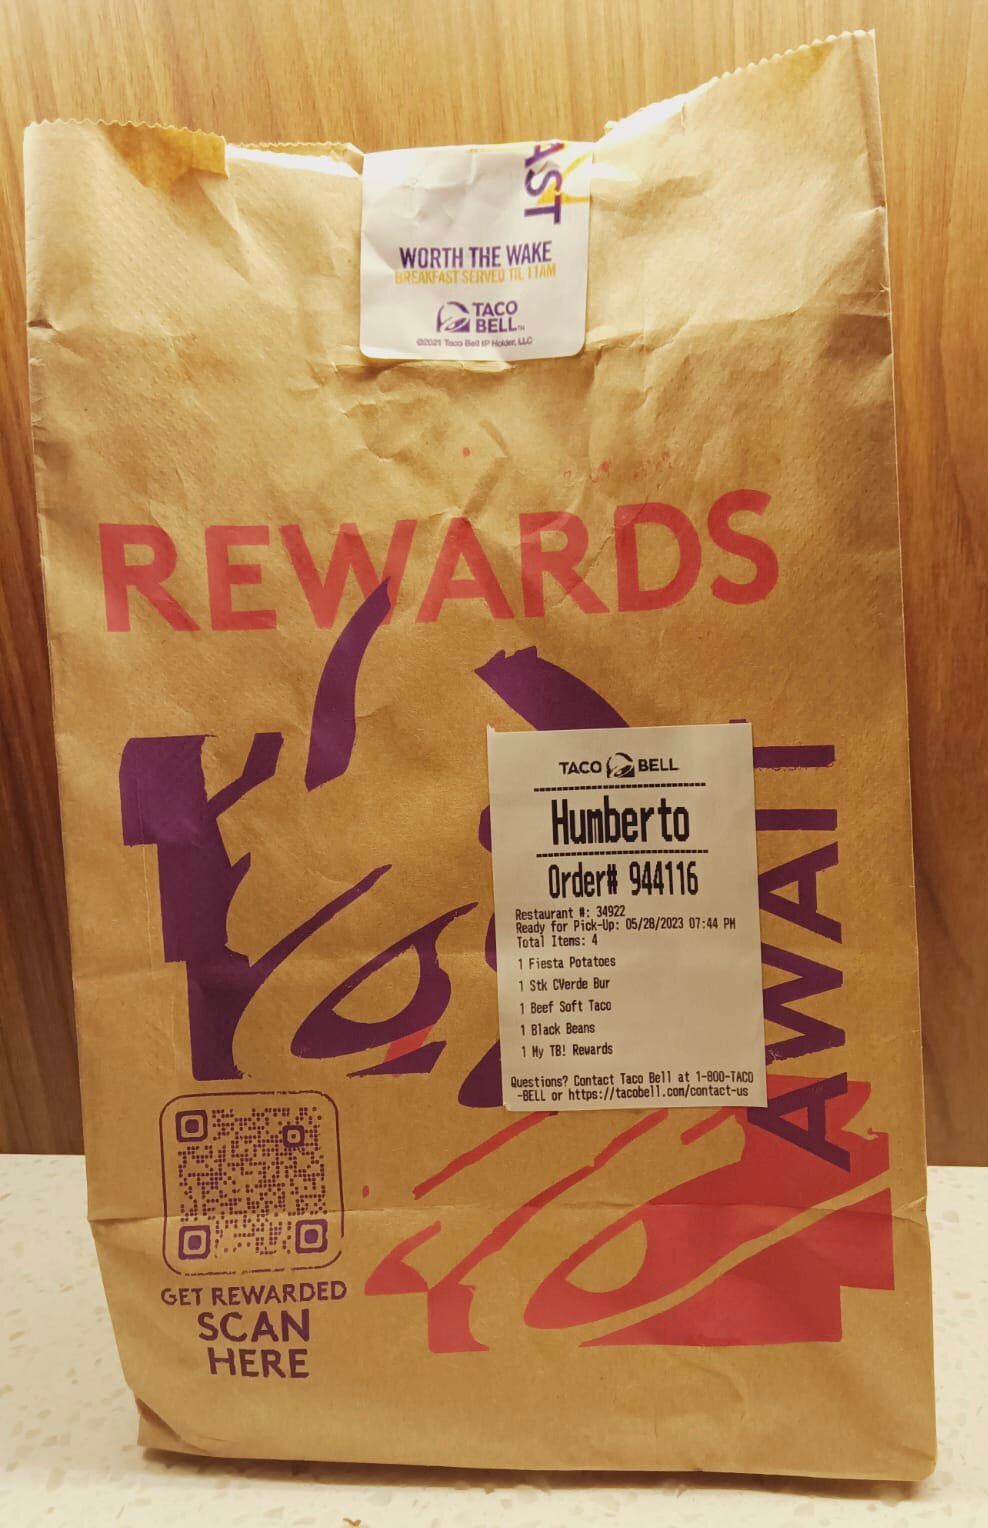 AST
WORTH THE WAKE
BREAKFAST SERVED TIL 11AM
TACO
BELL™
©2021 Taco Bell IP Holder, LLC
REWARDS
AWAIT
TACO BELL
Humberto
Order# 944116
Restaurant #: 34922
Ready for Pick-Up: 05/28/2023 07:44 PM
Total Items: 4
1 Fiesta Potatoes
1 Stk CVerde Bur
1 Beef Soft Taco
1 Black Beans
1 My TB! Rewards
Questions? Contact Taco Bell at 1-800-TACO
-BELL or https://tacobell.com/contact-us
GET REWARDED
SCAN
HERE